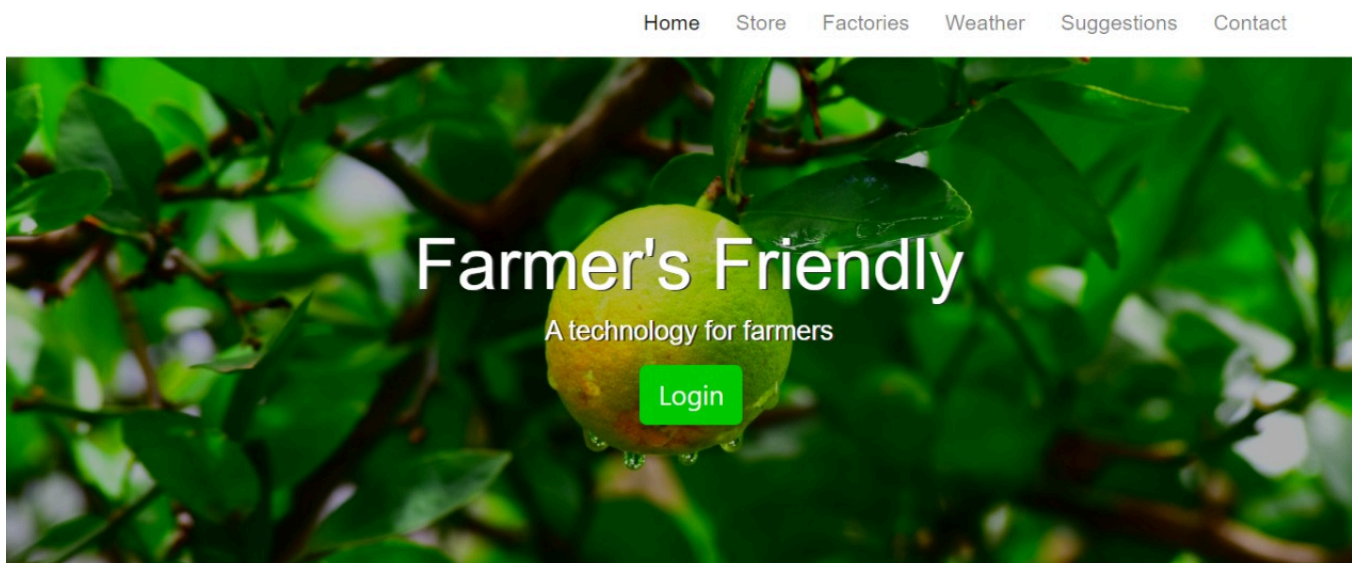 Home Store Factories Weather Suggestions Contact
Farmer's Friendly
A technology for farmers
Login